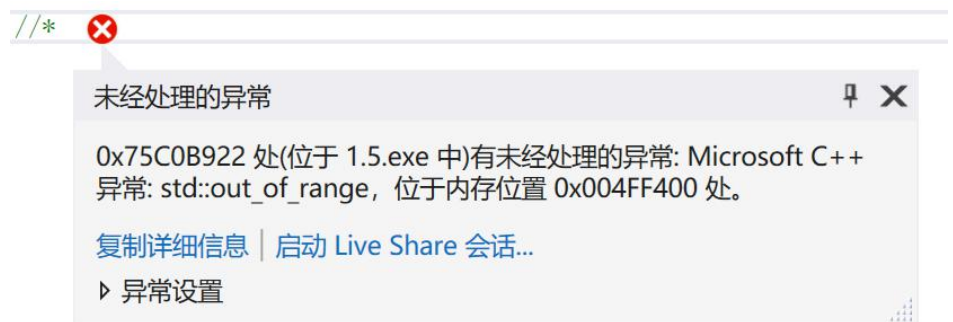 //*
未经处理的异常
0x75C0B922 处(位于 1.5.exe 中)有未经处理的异常: Microsoft C++
异常: std::out_of_range，位于内存位置 0x004FF400 处。
复制详细信息 | 启动 Live Share 会话...
异常设置